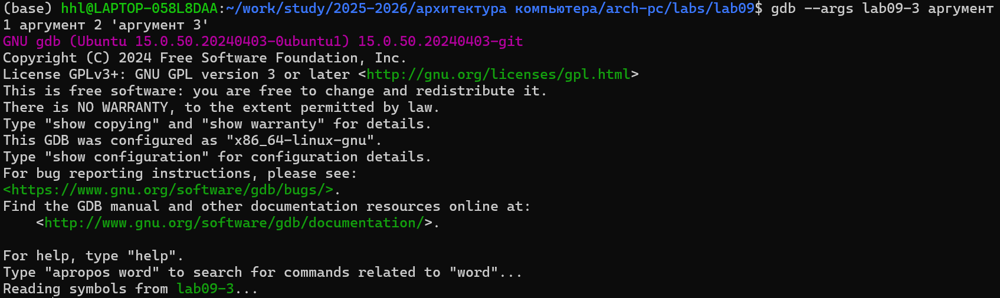 (base) hhl@LAPTOP-058L8DAA:~/work/study/2025-2026/архитектура компьютера/arch-pc/labs/lab09$ gdb --args lab09-3 аргумент
1 аргумент 2 'аргумент 3'
GNU gdb (Ubuntu 15.0.50.20240403-0ubuntu1) 15.0.50.20240403-git
Copyright (C) 2024 Free Software Foundation, Inc.
License GPLv3+: GNU GPL version 3 or later <http://gnu.org/licenses/gpl.html>
This is free software: you are free to change and redistribute it.
There is NO WARRANTY, to the extent permitted by law.
Type "show copying" and "show warranty" for details.
This GDB was configured as "x86_64-linux-gnu".
Type "show configuration" for configuration details.
For bug reporting instructions, please see:
<https://www.gnu.org/software/gdb/bugs/>.
Find the GDB manual and other documentation resources online at:
    <http://www.gnu.org/software/gdb/documentation/>.

For help, type "help".
Type "apropos word" to search for commands related to "word"...
Reading symbols from lab09-3...